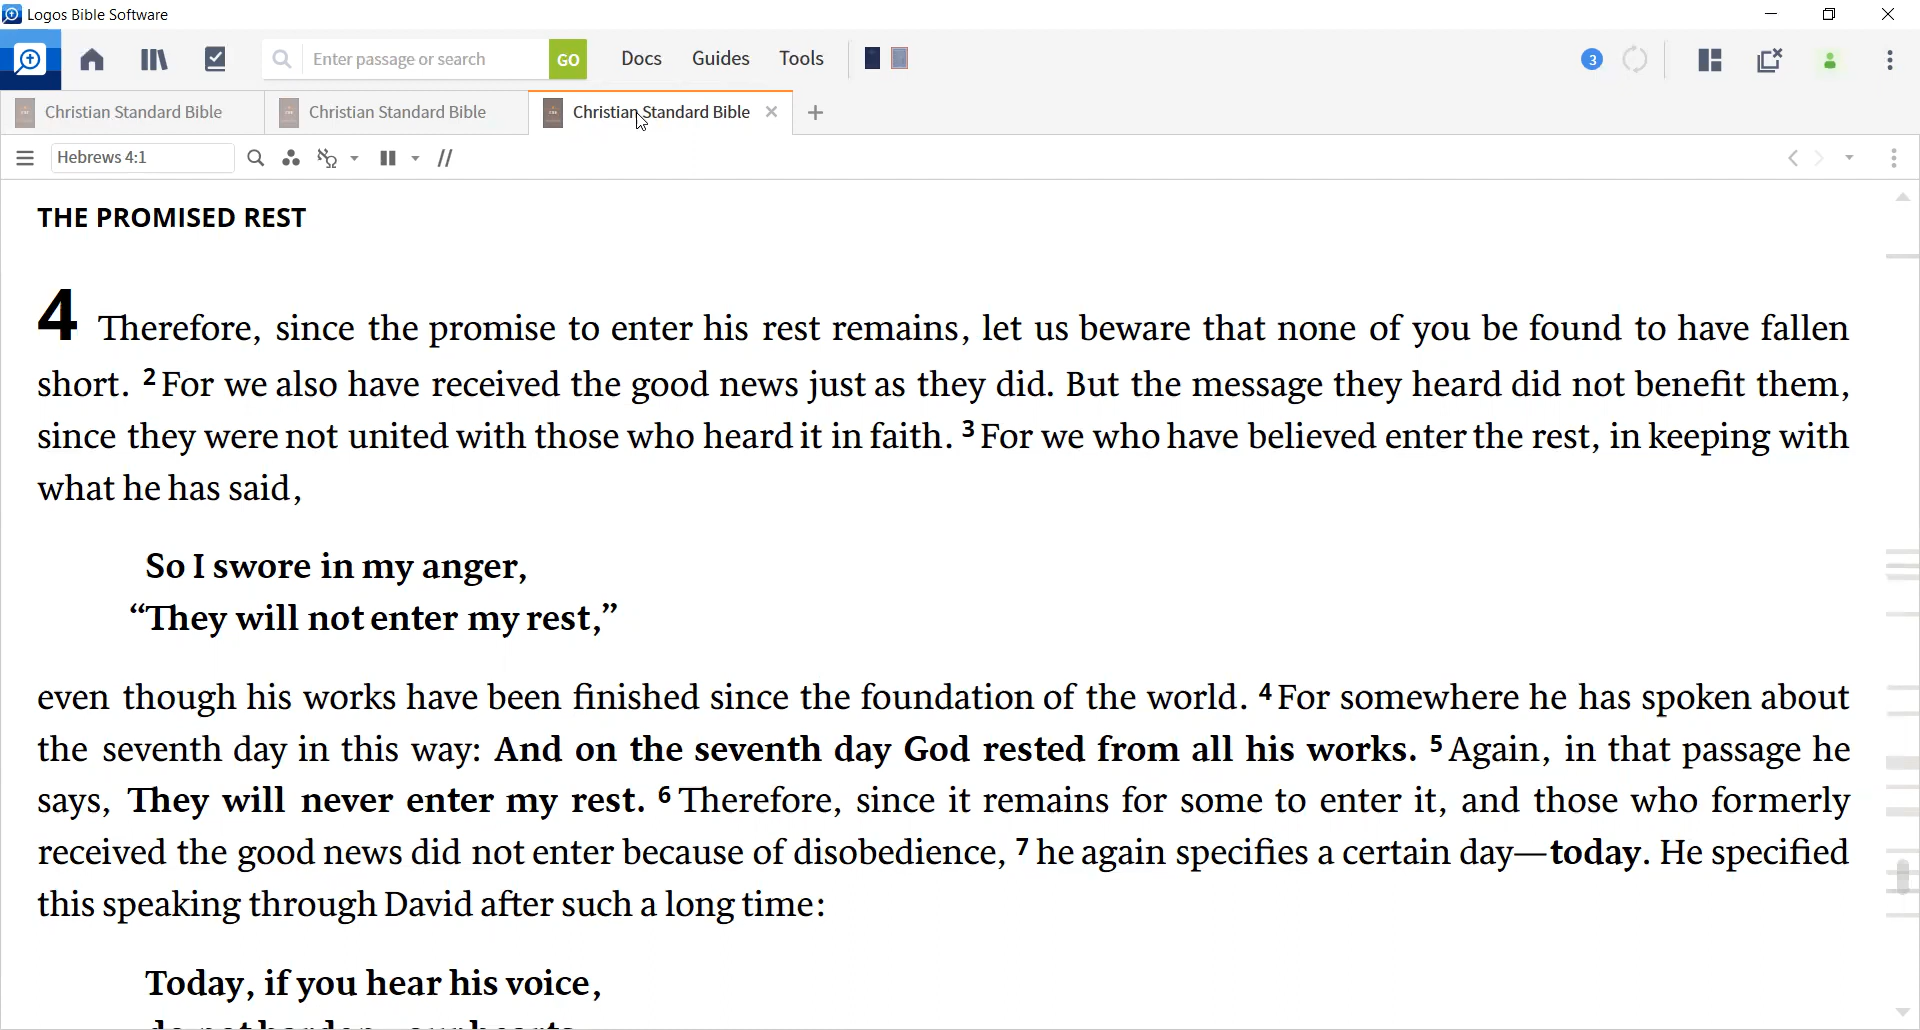 Logos Bible Software
Enter passage or search GO Docs Guides Tools 3
Christian Standard Bible Christian Standard Bible Christian Standard Bible
Hebrews 4:1
THE PROMISED REST
4 Therefore, since the promise to enter his rest remains, let us beware that none of you be found to have fallen
short. 2 For we also have received the good news just as they did. But the message they heard did not benefit them,
since they were not united with those who heard it in faith. 3 For we who have believed enter the rest, in keeping with
what he has said,
So I swore in my anger,
“They will not enter my rest,”
even though his works have been finished since the foundation of the world. 4 For somewhere he has spoken about
the seventh day in this way: And on the seventh day God rested from all his works. 5 Again, in that passage he
says, They will never enter my rest. 6 Therefore, since it remains for some to enter it, and those who formerly
received the good news did not enter because of disobedience, 7 he again specifies a certain day—today. He specified
this speaking through David after such a long time:
Today, if you hear his voice,